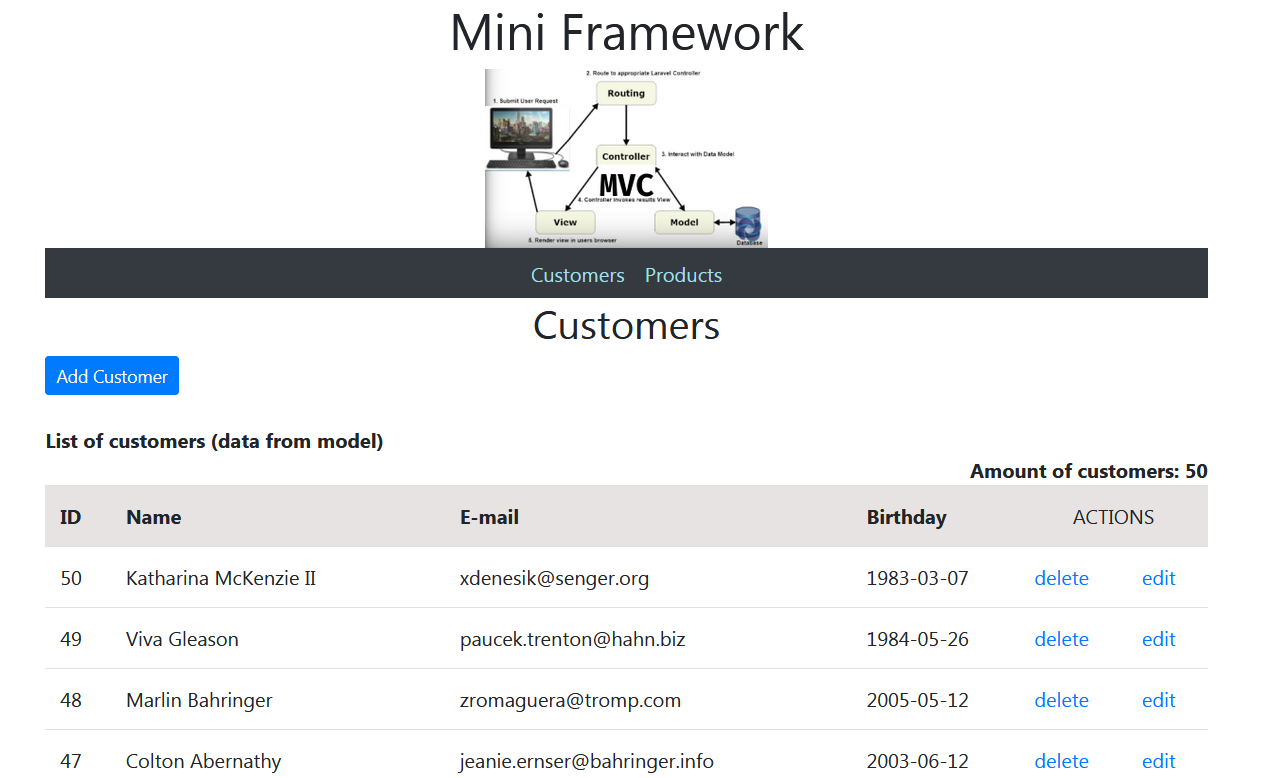 Mini Framework
2. Route to appropriate Laravel Controller
Routing
1. Submit User Request
Controller
3. Interact with Data Model
MVC
4. Controller invokes results View
View
Model
5. Render view in users browser
Database
Customers Products
Customers
Add Customer
List of customers (data from model)
Amount of customers: 50
ID Name E-mail Birthday ACTIONS
50 Katharina McKenzie II xdenesik@senger.org 1983-03-07 delete edit
49 Viva Gleason paucek.trenton@hahn.biz 1984-05-26 delete edit
48 Marlin Bahringer zromaguera@tromp.com 2005-05-12 delete edit
47 Colton Abernathy jeanie.ernser@bahringer.info 2003-06-12 delete edit